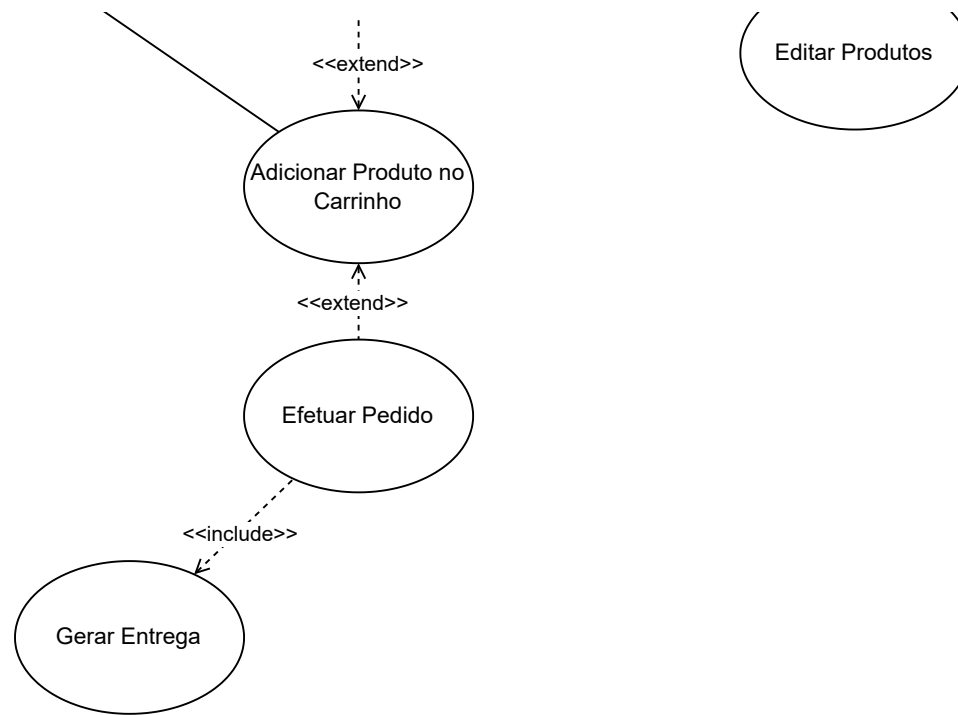 Editar Produtos
<<extend>>
Adicionar Produto no
Carrinho
<<extend>>
Efetuar Pedido
<<include>>
Gerar Entrega